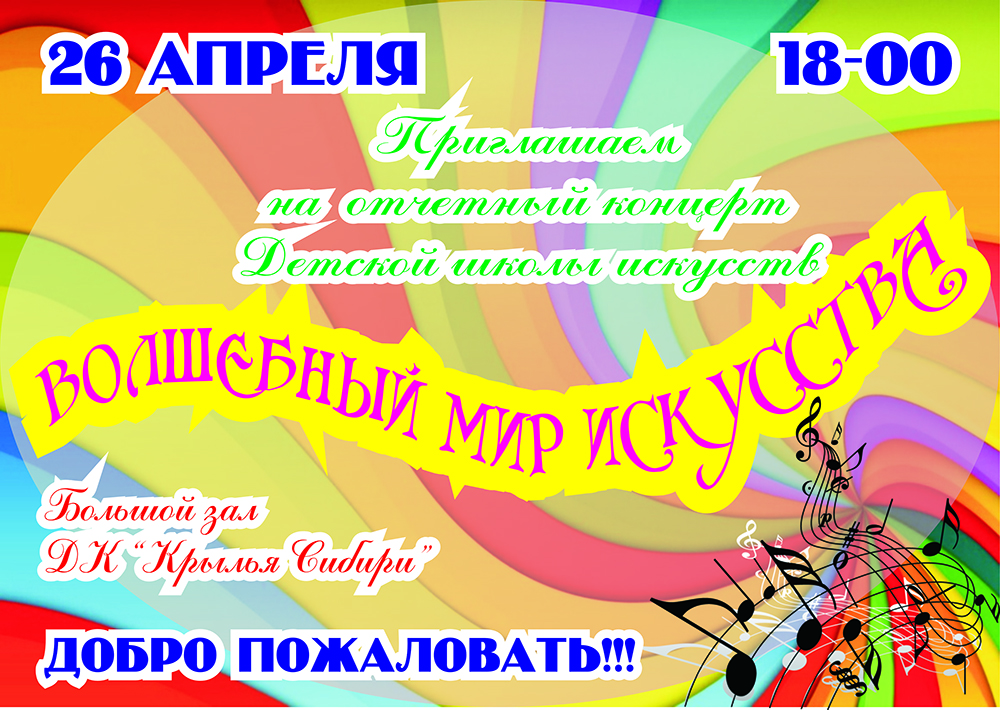 26 АПРЕЛЯ 18-00
Приглашаем
на отчетный концерт
Детской школы искусств
ВОЛШЕБНЫЙ МИР ИСКУССТВА
Большой зал
ДК “Крылья Сибири”
ДОБРО ПОЖАЛОВАТЬ!!!